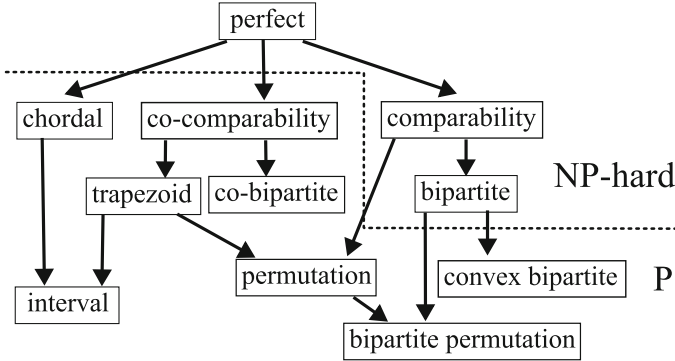 perfect
chordal
co-comparability
comparability
trapezoid
co-bipartite
bipartite
NP-hard
permutation
convex bipartite
P
interval
bipartite permutation